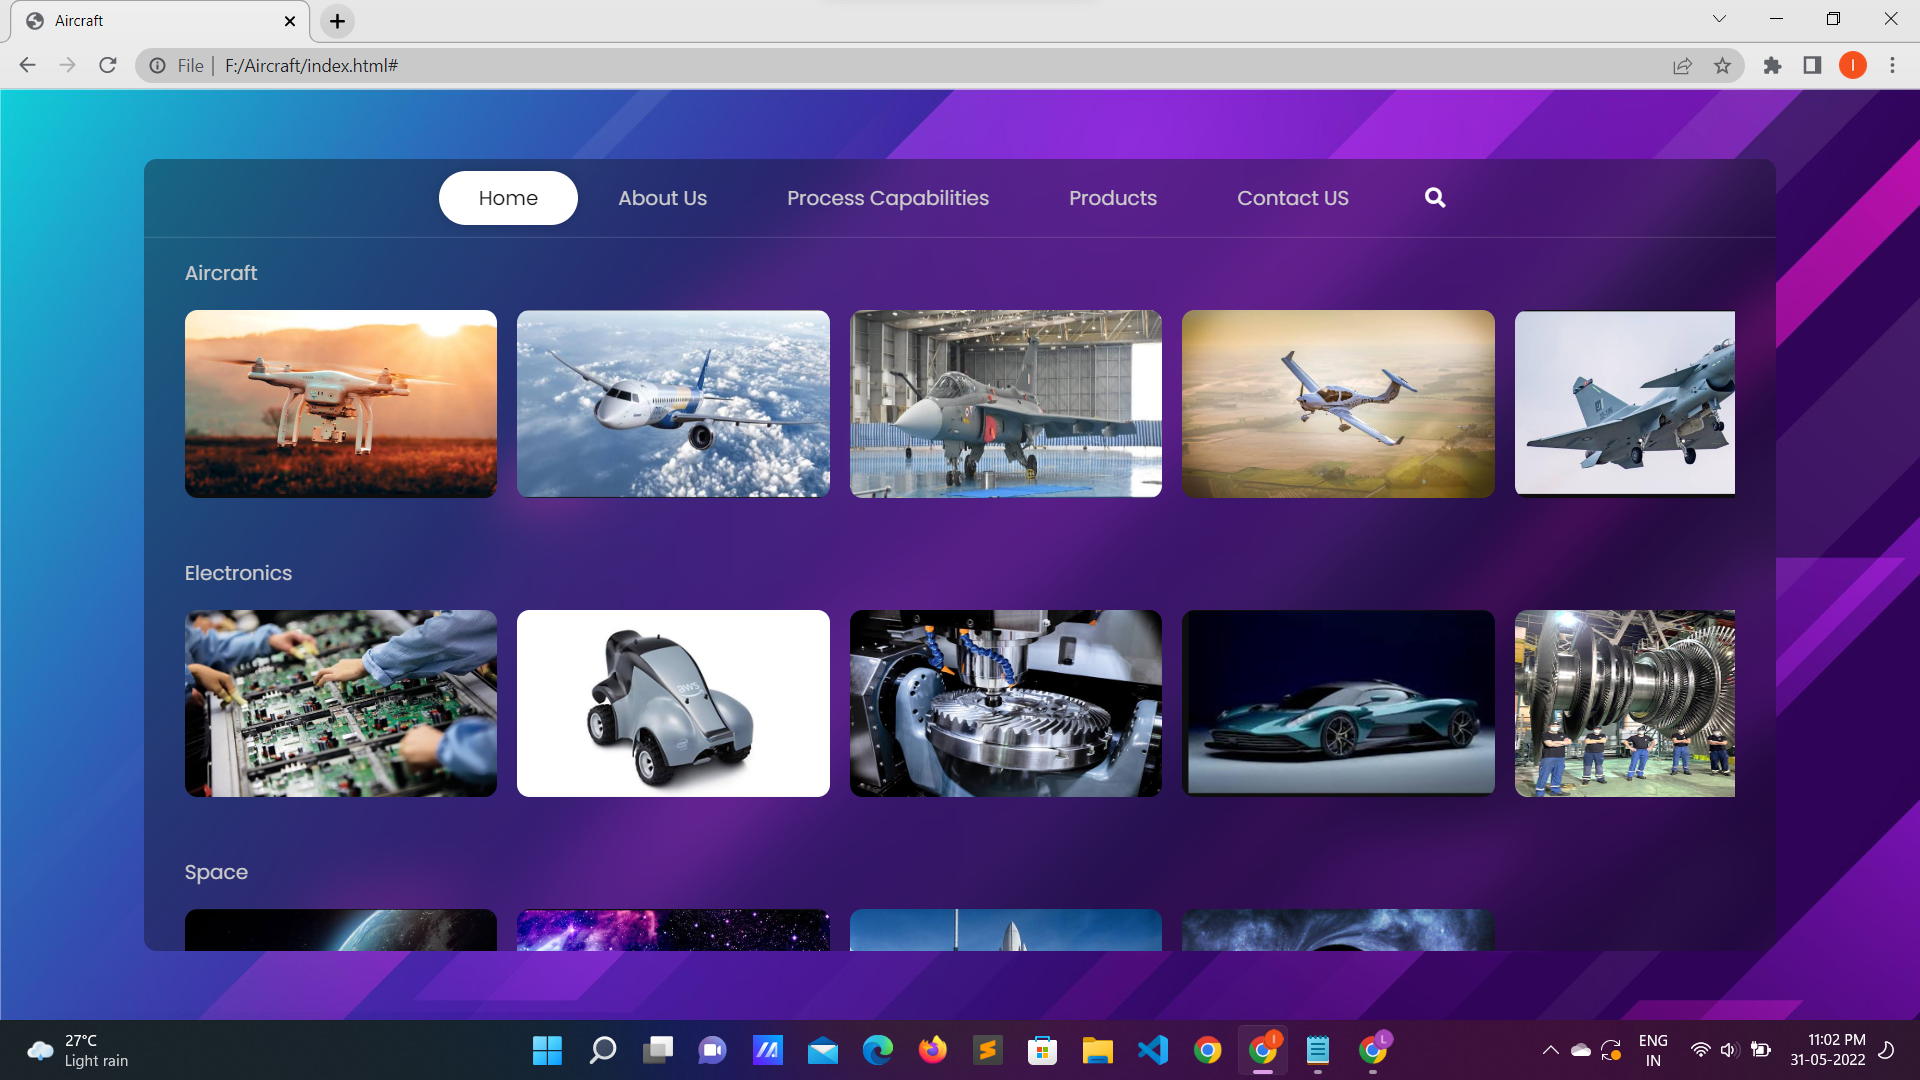 Aircraft
File
F:/Aircraft/index.html#
I
Home
About Us
Process Capabilities
Products
Contact US
Aircraft
Electronics
aws
Space
27°C
Light rain
I
L
ENG
IN
11:02 PM
31-05-2022